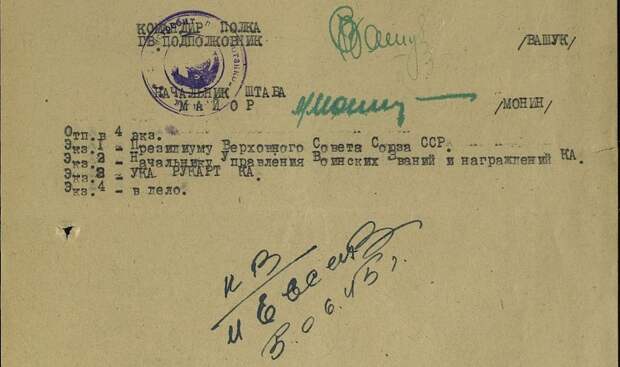 КОМАНДИР ПОЛКА
ГВ ПОДПОЛКОВНИК /ВАШУК/
НАЧАЛЬНИК ШТАБА
МАЙОР /МОНИН/
Отп.в 4 экз.
Экз.1 - Президиуму Верховного Совета Союза ССР.
Экз.2 - Начальнику Управления Воинских Званий и награждений КА.
Экз.3 - УКА РУКАРТ КА.
Экз.4 - в дело.